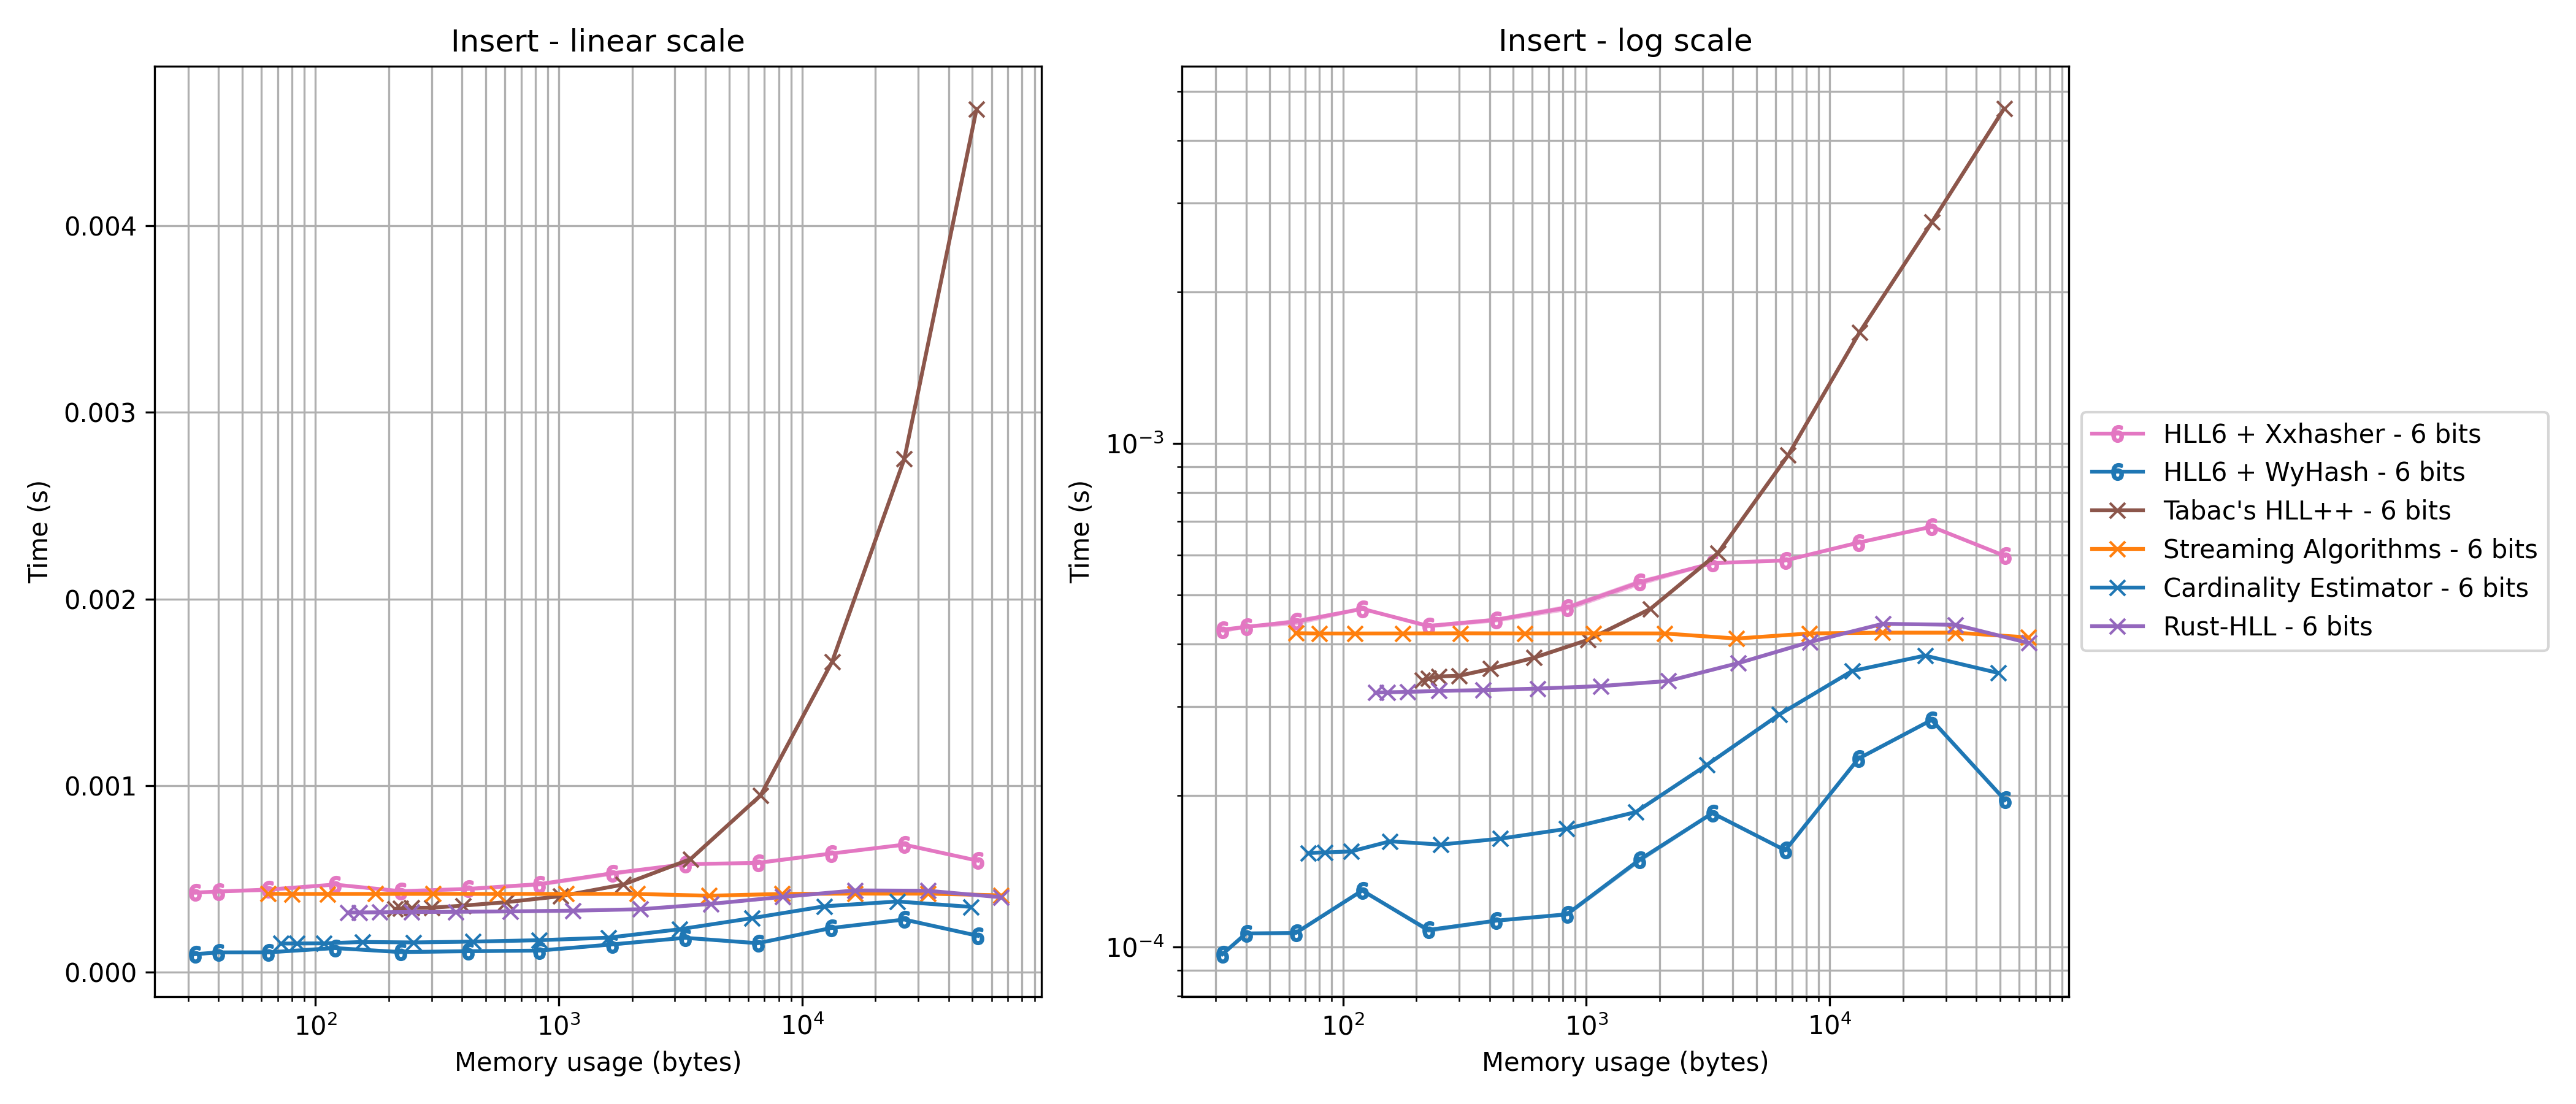 Insert - linear scale
Time (s)
0.004
0.003
0.002
0.001
0.000
10²
10³
10⁴
Memory usage (bytes)
Insert - log scale
Time (s)
10⁻³
10⁻⁴
10²
10³
10⁴
Memory usage (bytes)
HLL6 + Xxhasher - 6 bits
HLL6 + WyHash - 6 bits
Tabac's HLL++ - 6 bits
Streaming Algorithms - 6 bits
Cardinality Estimator - 6 bits
Rust-HLL - 6 bits